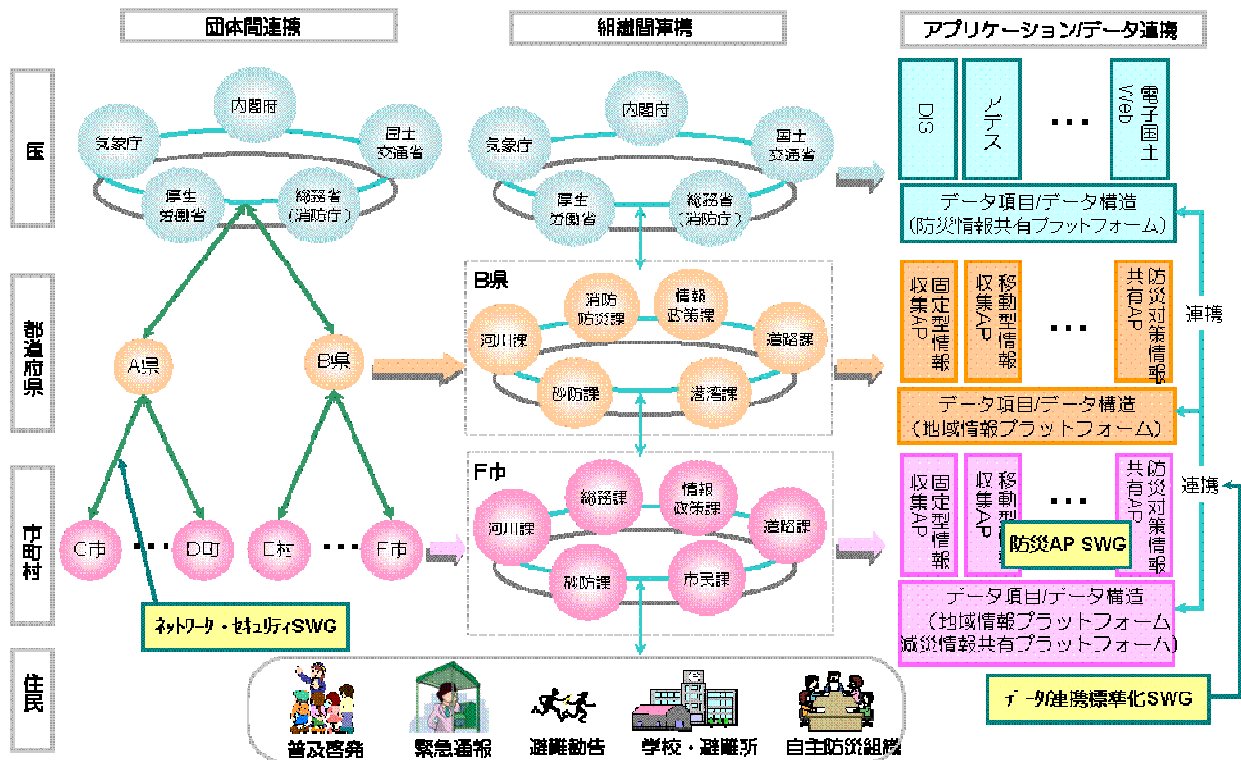 団体間連携
組織間連携
アプリケーション/データ連携
国
内閣府
気象庁
国土
交通省
厚生
労働省
総務省
(消防庁)
内閣府
気象庁
国土
交通省
厚生
労働省
総務省
(消防庁)
DIS
電子国土
Web
データ項目/データ構造
(防災情報共有プラットフォーム)
都道府県
A県
B県
B県
消防
防災課
情報
政策課
河川課
道路課
砂防課
港湾課
固定型情報
収集AP
移動型情報
収集AP
防災対策情報
共有AP
連携
データ項目/データ構造
(地域情報プラットフォーム)
市町村
C市
D町
E村
F市
F市
総務課
情報
政策課
河川課
道路課
砂防課
市民課
固定型情報
収集AP
移動型情報
収集AP
防災対策情報
共有AP
連携
防災AP SWG
データ項目/データ構造
(地域情報プラットフォーム
減災情報共有プラットフォーム)
ネットワーク・セキュリティSWG
データ連携標準化SWG
住民
普及啓発
緊急通報
避難勧告
学校・避難所
自主防災組織